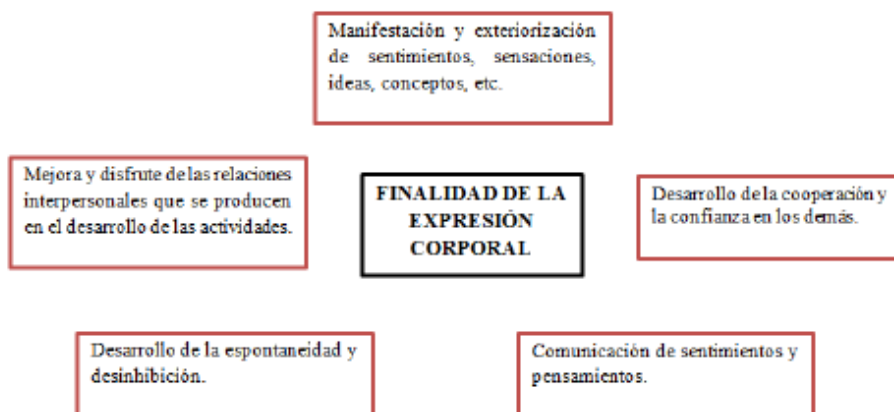 Manifestación y exteriorización
de sentimientos, sensaciones,
ideas, conceptos, etc.
Mejora y disfrute de las relaciones
interpersonales que se producen
en el desarrollo de las actividades.
FINALIDAD DE LA
EXPRESIÓN
CORPORAL
Desarrollo de la cooperación y
la confianza en los demás.
Desarrollo de la espontaneidad y
desinhibición.
Comunicación de sentimientos y
pensamientos.